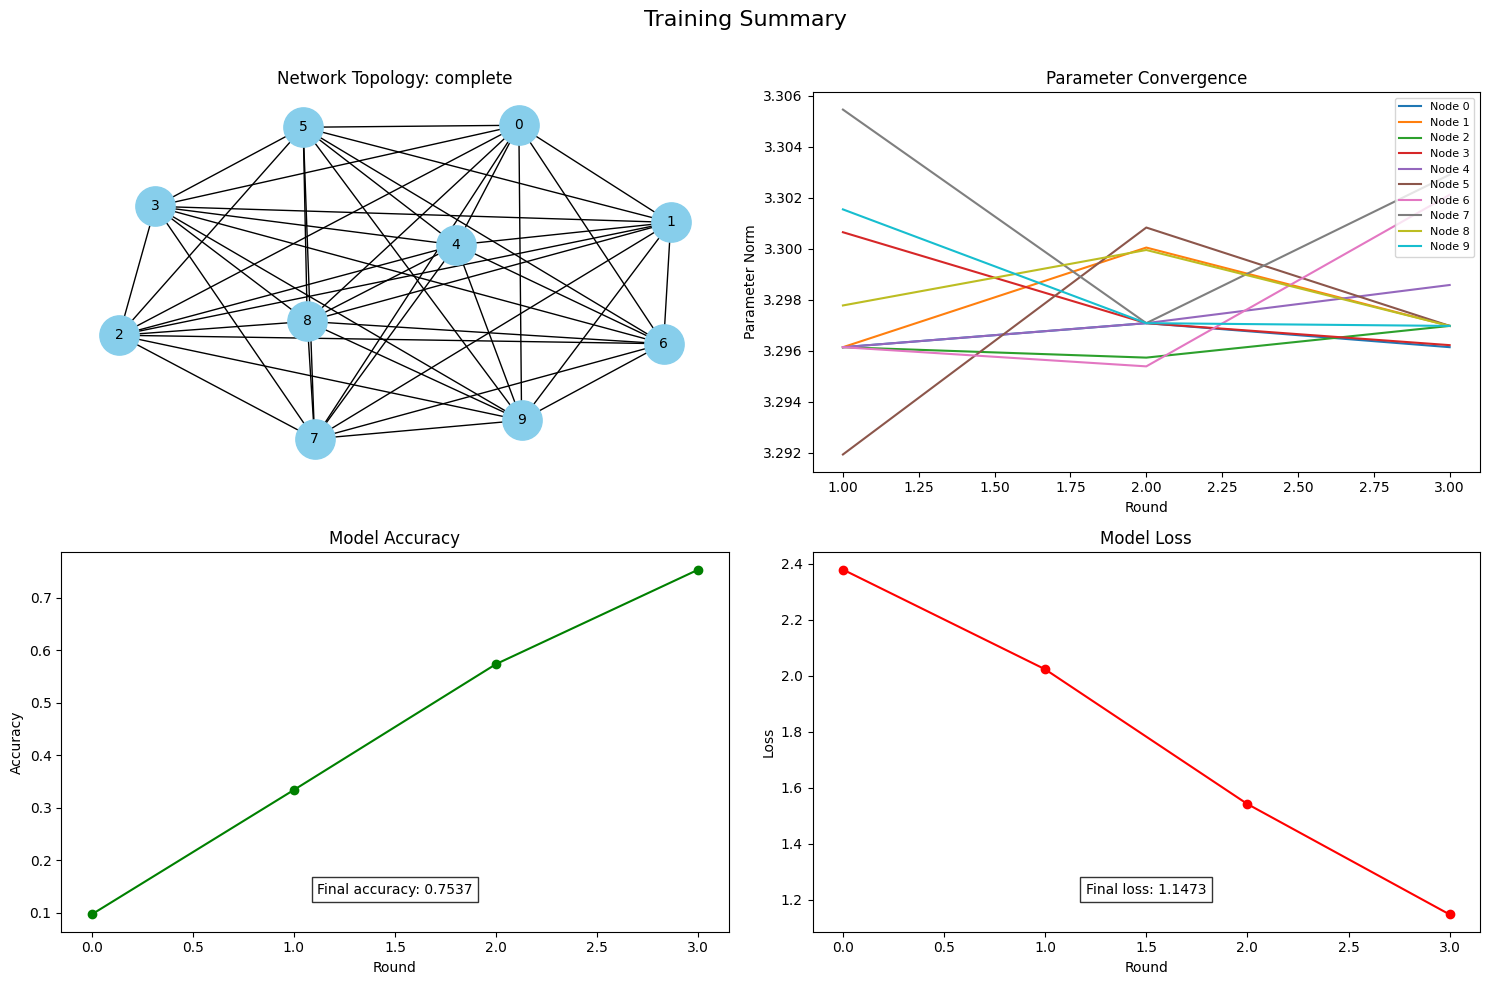 Training Summary
Network Topology: complete
5
0
3
1
4
8
2
6
9
7
Parameter Convergence
3.306
3.304
3.302
3.300
3.298
3.296
3.294
3.292
Parameter Norm
Node 0
Node 1
Node 2
Node 3
Node 4
Node 5
Node 6
Node 7
Node 8
Node 9
1.00 1.25 1.50 1.75 2.00 2.25 2.50 2.75 3.00
Round
Model Accuracy
0.7
0.6
0.5
0.4
0.3
0.2
0.1
Accuracy
Final accuracy: 0.7537
0.0 0.5 1.0 1.5 2.0 2.5 3.0
Round
Model Loss
2.4
2.2
2.0
1.8
1.6
1.4
1.2
Loss
Final loss: 1.1473
0.0 0.5 1.0 1.5 2.0 2.5 3.0
Round